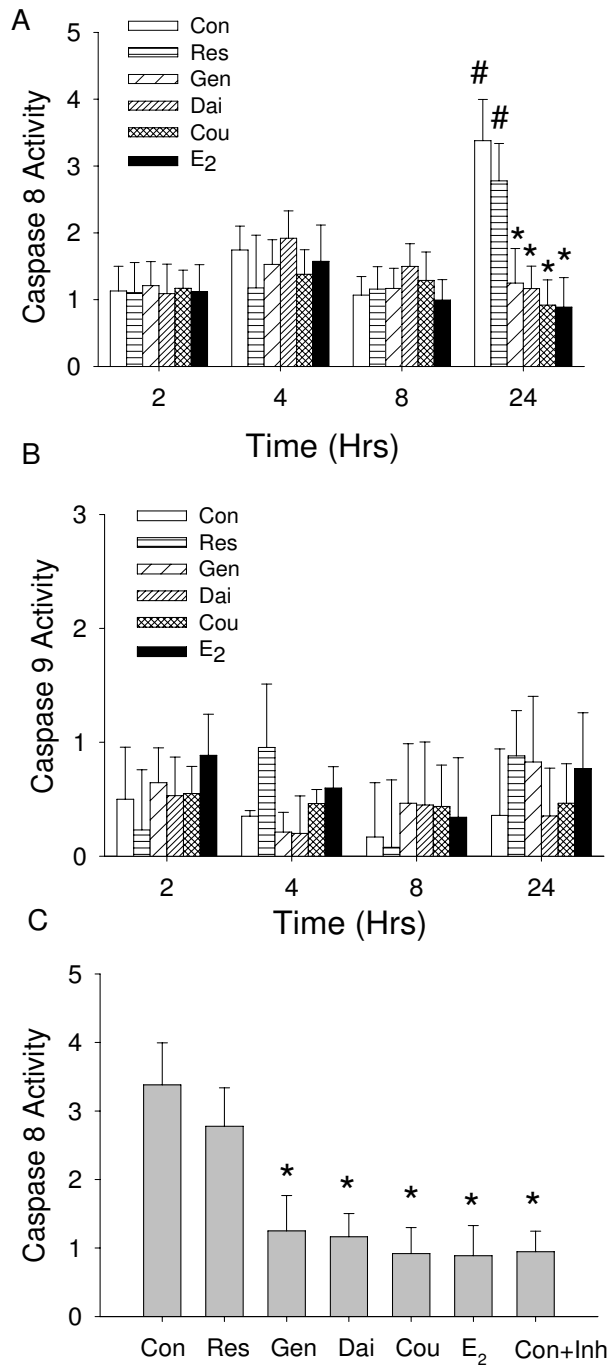 A
Caspase 8 Activity
5
4
3
2
1
0
Con
Res
Gen
Dai
Cou
E2
#
#
*
*
*
*
2 4 8 24
Time (Hrs)
B
Caspase 9 Activity
3
2
1
0
Con
Res
Gen
Dai
Cou
E2
2 4 8 24
Time (Hrs)
C
Caspase 8 Activity
5
4
3
2
1
0
* * * * *
Con Res Gen Dai Cou E2 Con+Inh